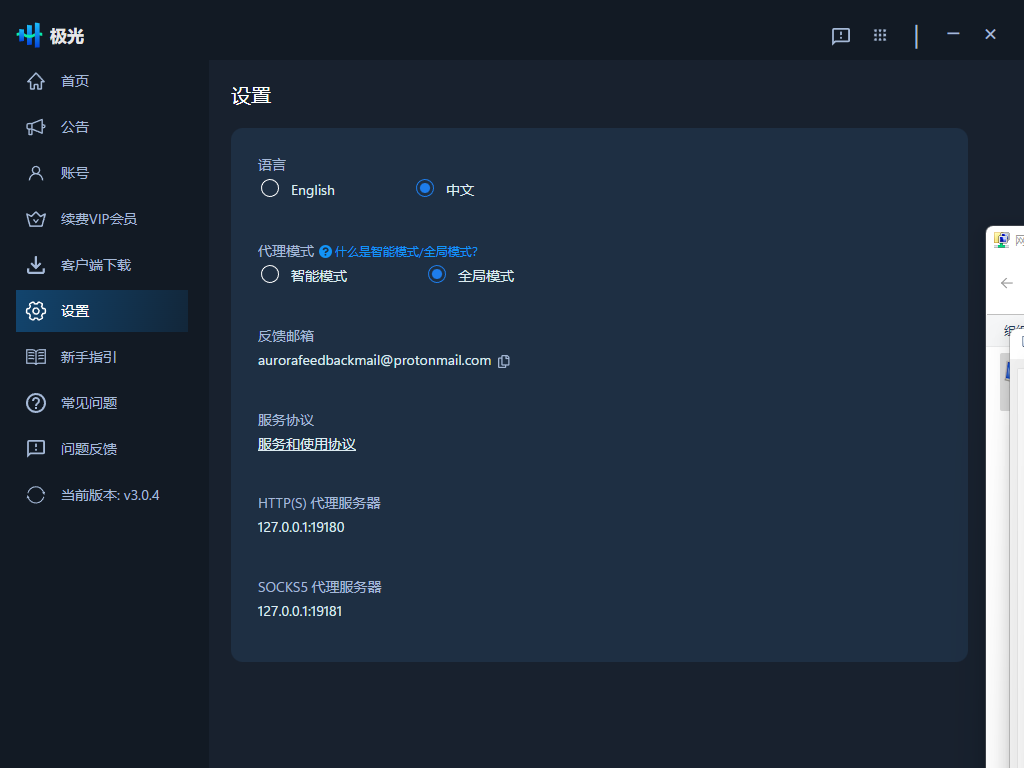 极光
首页
公告
账号
续费VIP会员
客户端下载
设置
新手指引
常见问题
问题反馈
当前版本: v3.0.4
设置
语言
English
中文
代理模式 ? 什么是智能模式/全局模式?
智能模式
全局模式
反馈邮箱
aurorafeedbackmail@protonmail.com
服务协议
服务和使用协议
HTTP(S) 代理服务器
127.0.0.1:19180
SOCKS5 代理服务器
127.0.0.1:19181